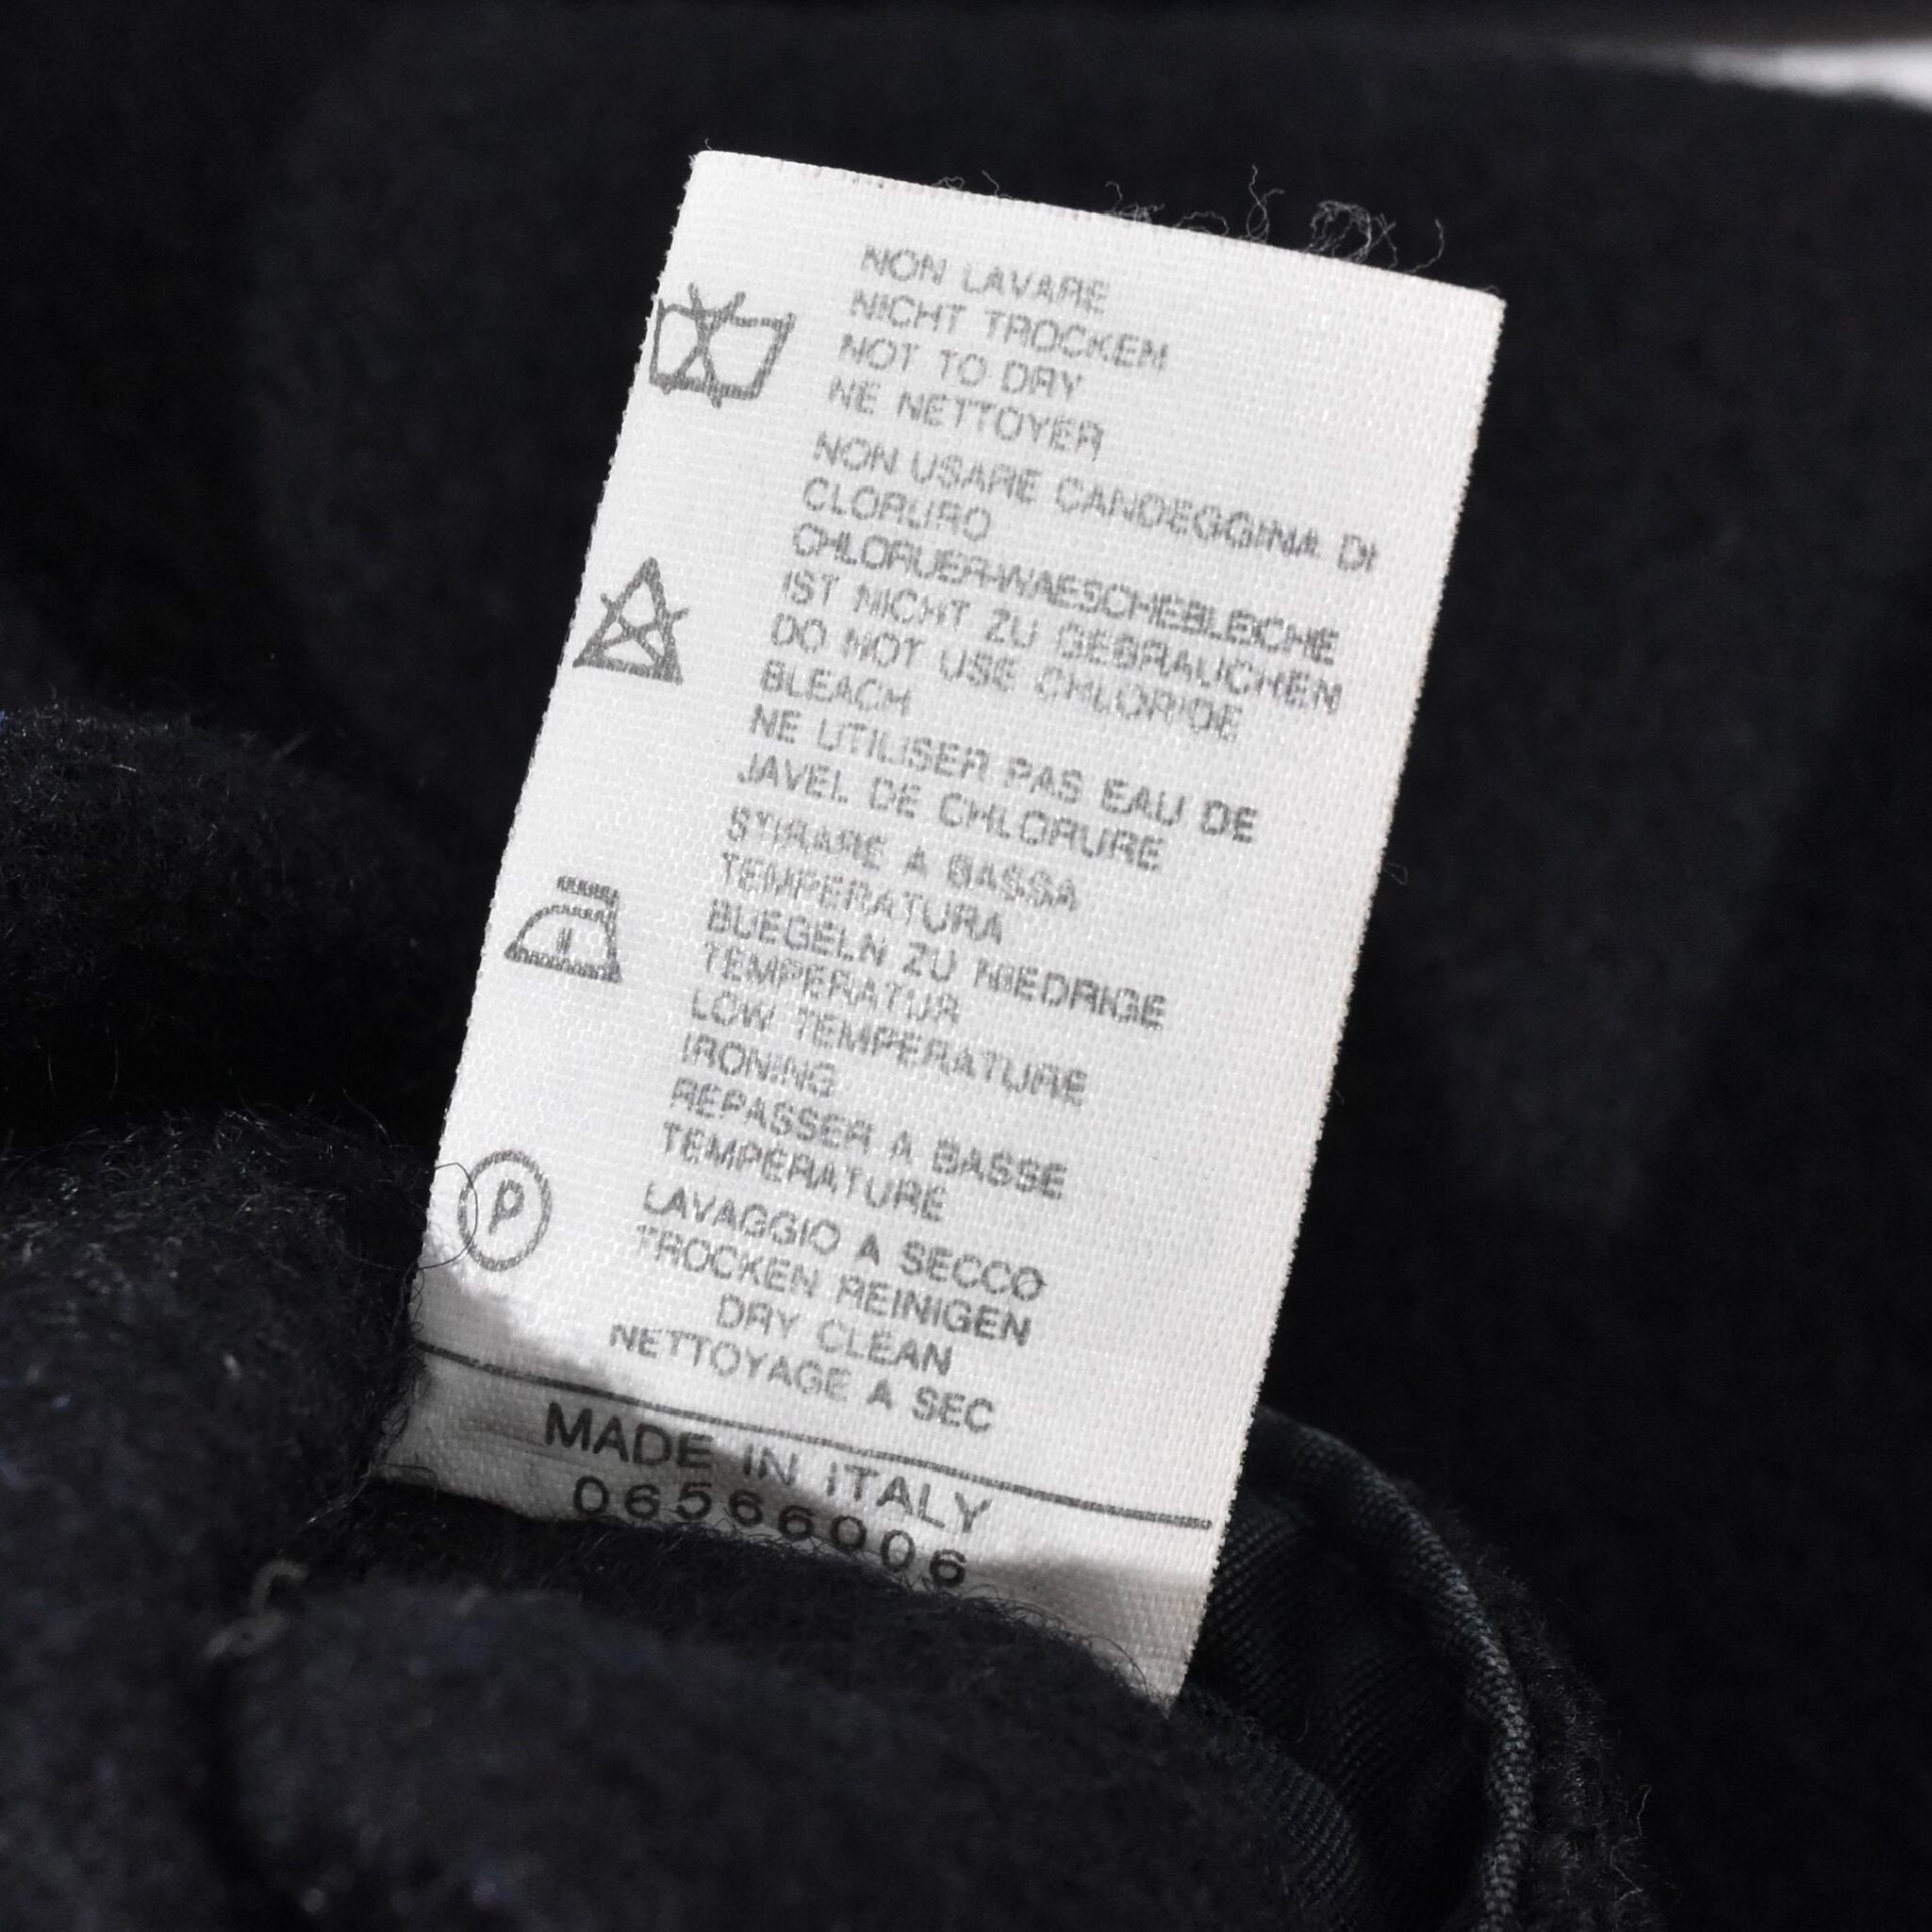 NON LAVARE
NICHT TROCKEN
NOT TO DRY
NE NETTOYER
NON USARE CANDEGGINA DI
CLORURO
CHLORUER-WAESCHEBLEICHE
IST NICHT ZU GEBRAUCHEN
DO NOT USE CHLORIDE
BLEACH
NE UTILISER PAS EAU DE
JAVEL DE CHLORURE
STIRARE A BASSA
TEMPERATURA
BUEGELN ZU NIEDRIGE
TEMPERATUR
LOW TEMPERATURE
IRONING
REPASSER A BASSE
TEMPERATURE
P
LAVAGGIO A SECCO
TROCKEN REINIGEN
DRY CLEAN
NETTOYAGE A SEC
MADE IN ITALY
06566006